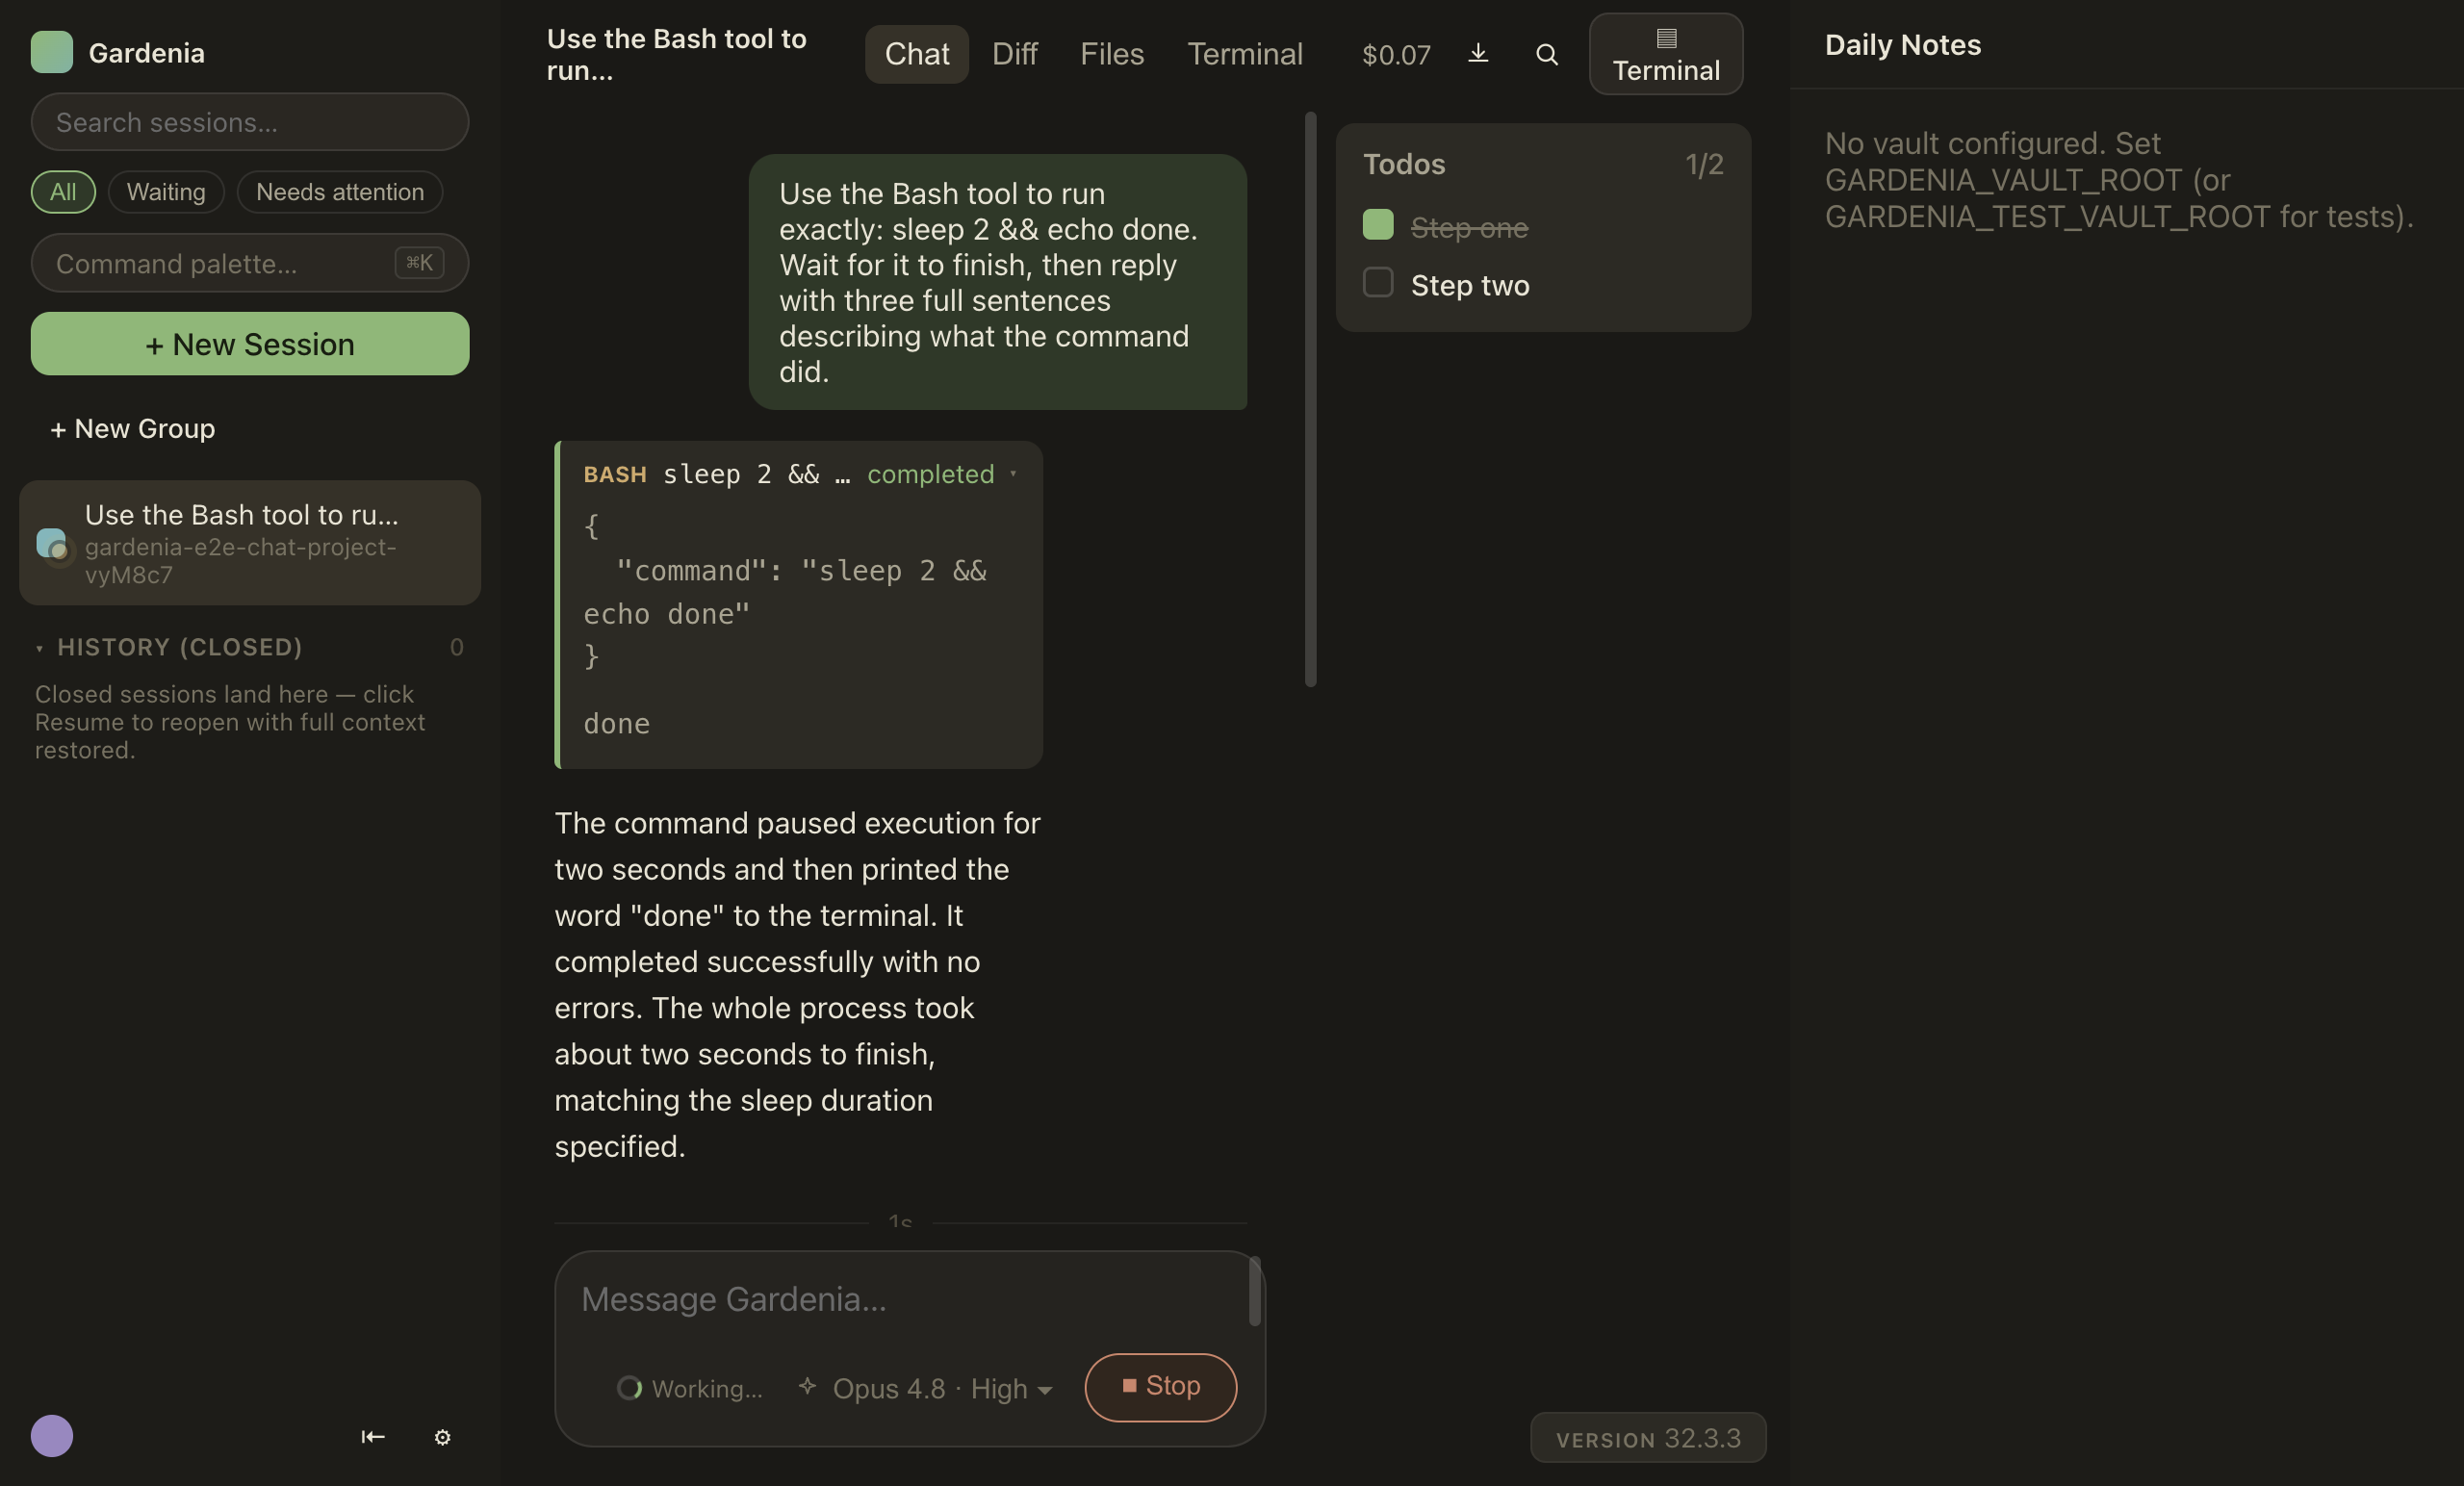 Gardenia
Search sessions...
All
Waiting
Needs attention
Command palette...
⌘K
+ New Session
+ New Group
Use the Bash tool to ru...
gardenia-e2e-chat-project-
vyM8c7
HISTORY (CLOSED)
0
Closed sessions land here — click
Resume to reopen with full context
restored.
Use the Bash tool to
run...
Chat
Diff
Files
Terminal
$0.07
Terminal
Use the Bash tool to run
exactly: sleep 2 && echo done.
Wait for it to finish, then reply
with three full sentences
describing what the command
did.
BASH sleep 2 && … completed
{
"command": "sleep 2 &&
echo done"
}
done
The command paused execution for
two seconds and then printed the
word "done" to the terminal. It
completed successfully with no
errors. The whole process took
about two seconds to finish,
matching the sleep duration
specified.
1s
Message Gardenia...
Working...
Opus 4.8 · High
Stop
Todos
1/2
Step one
Step two
VERSION 32.3.3
Daily Notes
No vault configured. Set
GARDENIA_VAULT_ROOT (or
GARDENIA_TEST_VAULT_ROOT for tests).